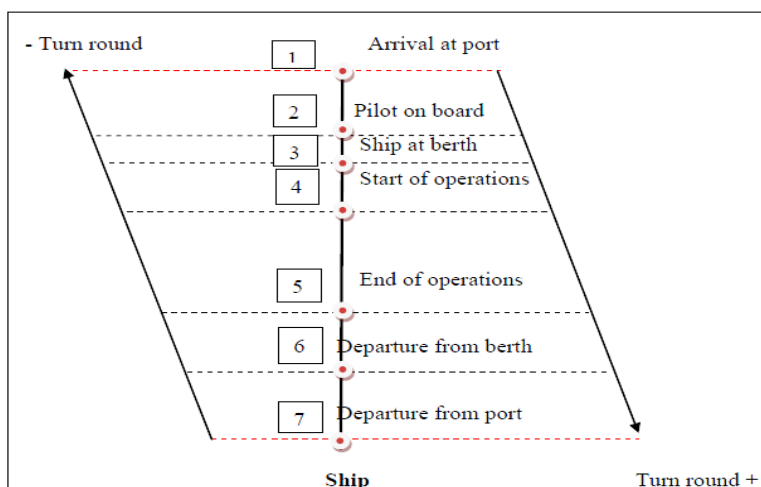 - Turn round
1
Arrival at port
2
Pilot on board
3
Ship at berth
4
Start of operations
5
End of operations
6
Departure from berth
7
Departure from port
Ship
Turn round +